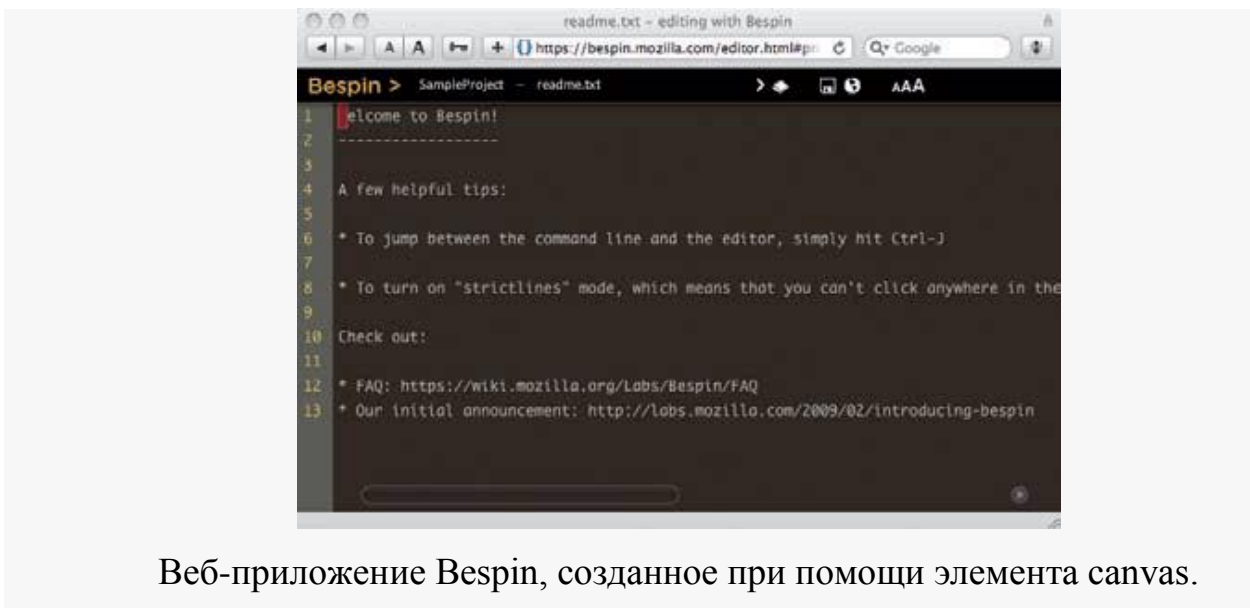 readme.txt – editing with Bespin
A A + https://bespin.mozilla.com/editor.html#pr Google
Bespin > SampleProject – readme.txt AAA
1 elcome to Bespin!
2 ------------------
3
4 A few helpful tips:
5
6 * To jump between the command line and the editor, simply hit Ctrl-J
7
8 * To turn on "strictlines" mode, which means that you can't click anywhere in the
9
10 Check out:
11
12 * FAQ: https://wiki.mozilla.org/Labs/Bespin/FAQ
13 * Our initial announcement: http://labs.mozilla.com/2009/02/introducing-bespin
Веб-приложение Bespin, созданное при помощи элемента canvas.